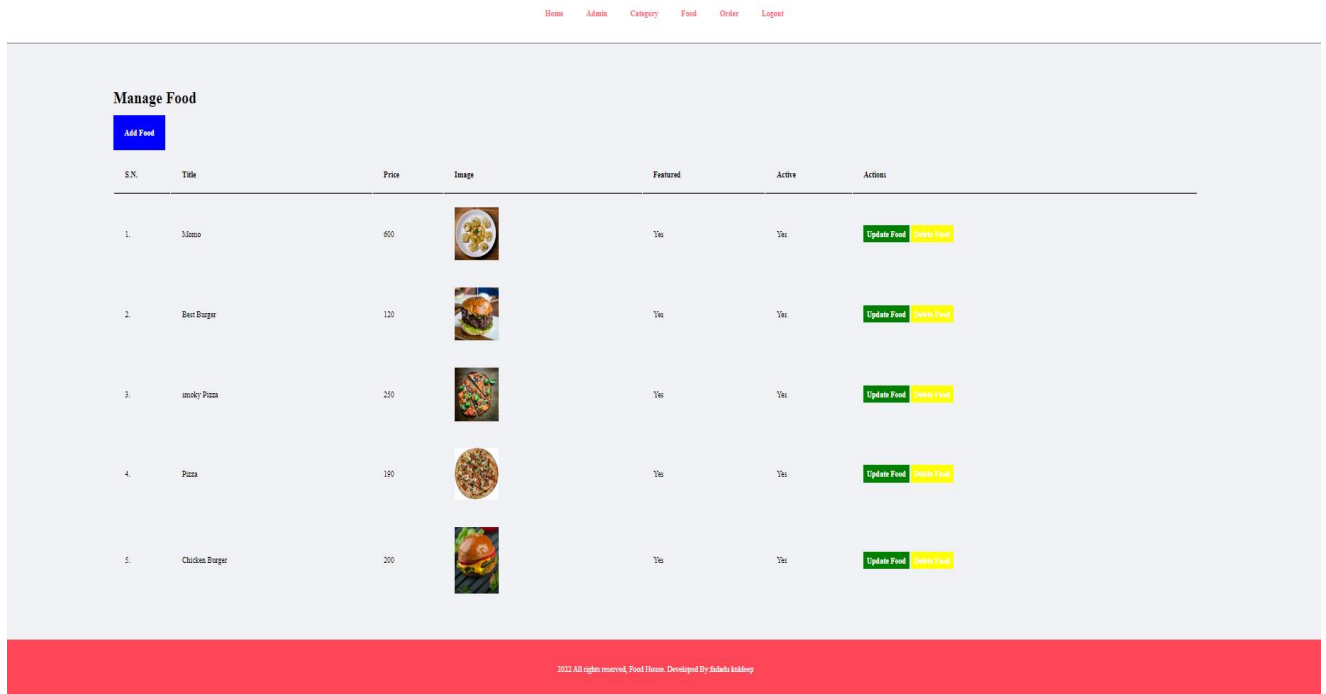 Home Admin Category Food Order Logout
Manage Food
Add Food
S.N. Title Price Image Featured Active Actions
1. Momo 600 Yes Yes Update Food Delete Food
2. Best Burger 120 Yes Yes Update Food Delete Food
3. smoky Pizza 250 Yes Yes Update Food Delete Food
4. Pizza 190 Yes Yes Update Food Delete Food
5. Chicken Burger 200 Yes Yes Update Food Delete Food
2022 All rights reserved, Food House. Developed By:fadadu kuldeep